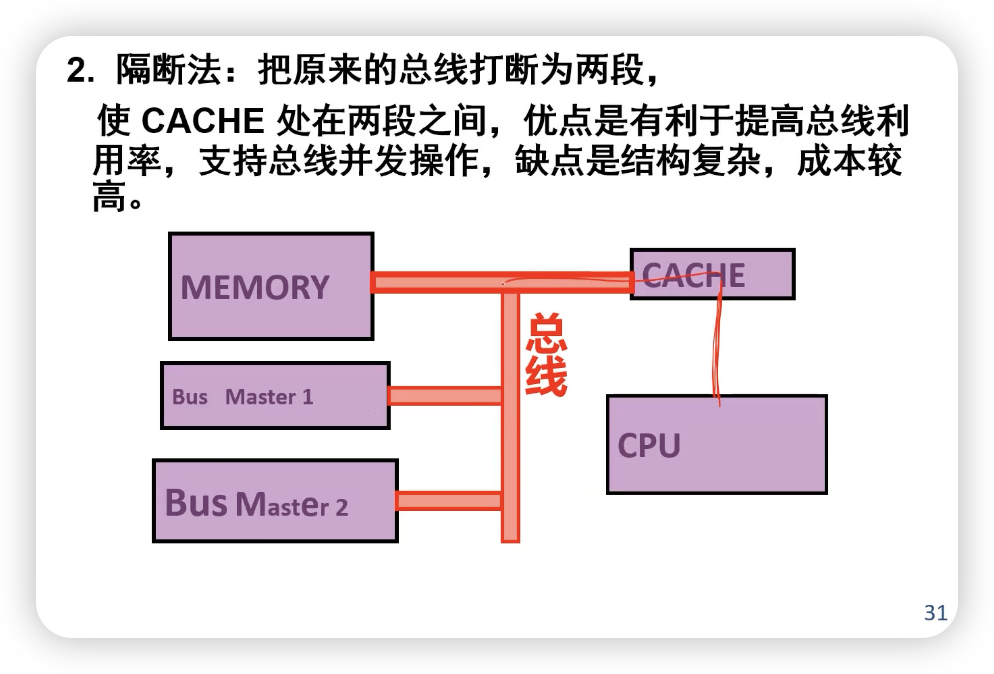 2. 隔断法：把原来的总线打断为两段，
使 CACHE 处在两段之间，优点是有利于提高总线利
用率，支持总线并发操作，缺点是结构复杂，成本较
高。
MEMORY
CACHE
总
线
Bus Master 1
CPU
Bus Master 2
31